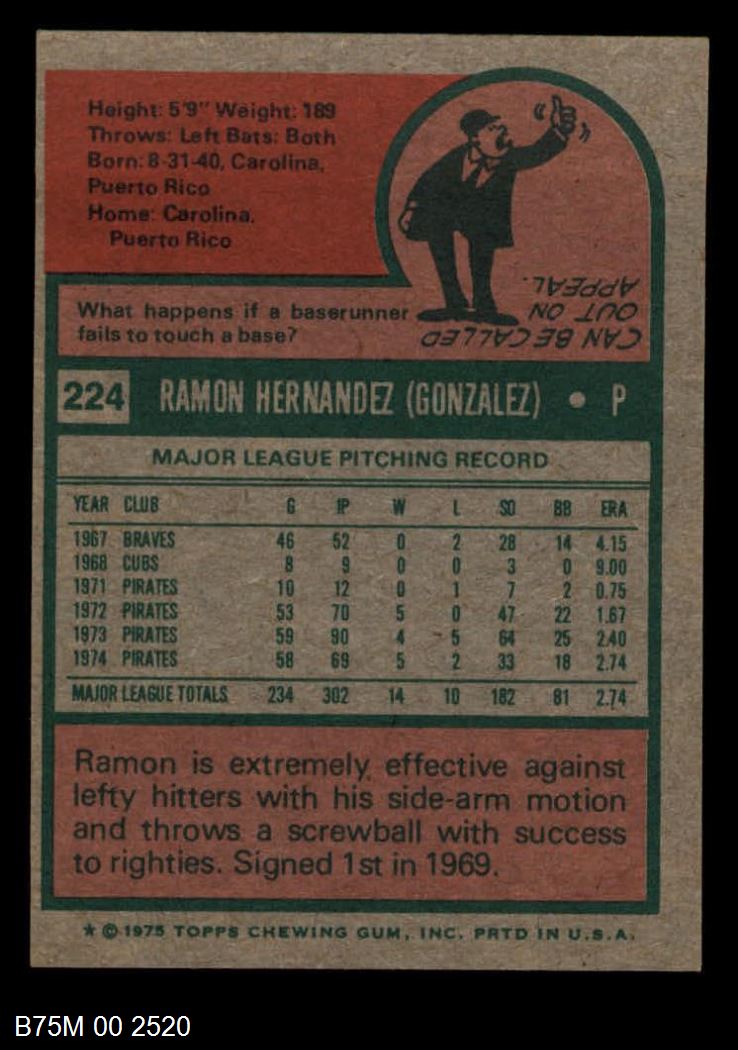 Height: 5'9" Weight: 189
Throws: Left Bats: Both
Born: 8-31-40, Carolina,
Puerto Rico
Home: Carolina,
Puerto Rico
What happens if a baserunner
fails to touch a base?
CAN BE CALLED
OUT ON
APPEAL.
224 RAMON HERNANDEZ (GONZALEZ) • P
MAJOR LEAGUE PITCHING RECORD
YEAR CLUB G IP W L SO BB ERA
1967 BRAVES 46 52 0 2 28 14 4.15
1968 CUBS 8 9 0 0 3 0 9.00
1971 PIRATES 10 12 0 1 7 2 0.75
1972 PIRATES 53 70 5 0 47 22 1.67
1973 PIRATES 59 90 4 5 64 25 2.40
1974 PIRATES 58 69 5 2 33 18 2.74
MAJOR LEAGUE TOTALS 234 302 14 10 182 81 2.74
Ramon is extremely effective against
lefty hitters with his side-arm motion
and throws a screwball with success
to righties. Signed 1st in 1969.
★ © 1975 TOPPS CHEWING GUM, INC. PRTD IN U.S.A.
B75M 00 2520